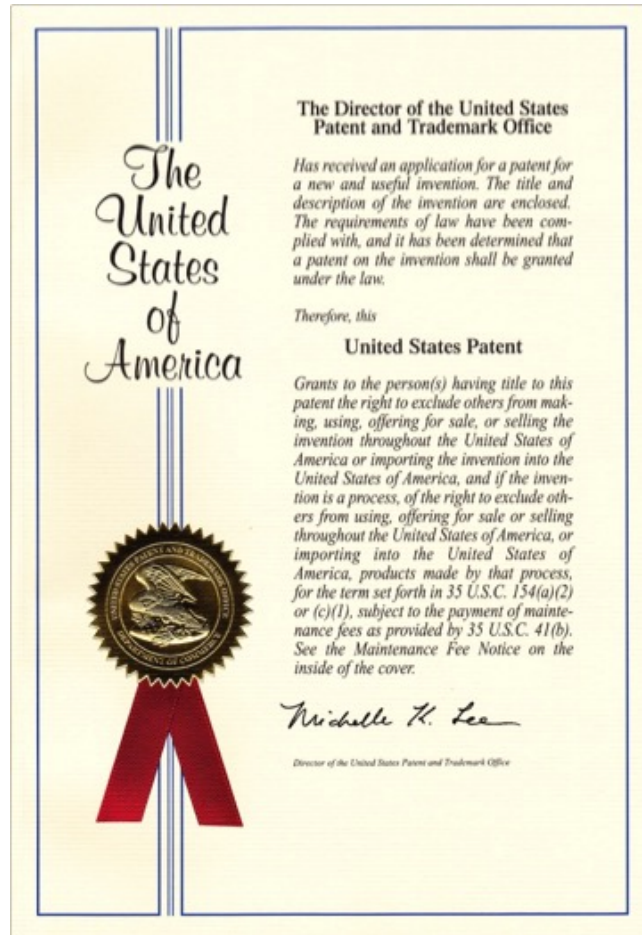 The
United
States
of
America
The Director of the United States
Patent and Trademark Office
Has received an application for a patent for
a new and useful invention. The title and
description of the invention are enclosed.
The requirements of law have been com-
plied with, and it has been determined that
a patent on the invention shall be granted
under the law.
Therefore, this
United States Patent
Grants to the person(s) having title to this
patent the right to exclude others from mak-
ing, using, offering for sale, or selling the
invention throughout the United States of
America or importing the invention into the
United States of America, and if the inven-
tion is a process, of the right to exclude oth-
ers from using, offering for sale or selling
throughout the United States of America, or
importing into the United States of
America, products made by that process,
for the term set forth in 35 U.S.C. 154(a)(2)
or (c)(1), subject to the payment of mainte-
nance fees as provided by 35 U.S.C. 41(b).
See the Maintenance Fee Notice on the
inside of the cover.
Michelle K. Lee
Director of the United States Patent and Trademark Office
UNITED STATES PATENT AND TRADEMARK OFFICE
DEPARTMENT OF COMMERCE